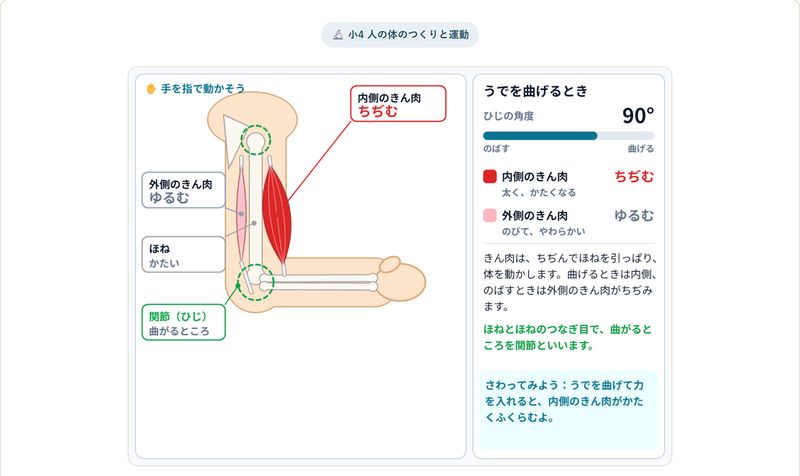 小4 人の体のつくりと運動
手を指で動かそう
内側のきん肉
ちぢむ
外側のきん肉
ゆるむ
ほね
かたい
関節（ひじ）
曲がるところ
うでを曲げるとき
ひじの角度 90°
のばす 曲げる
内側のきん肉 ちぢむ
太く、かたくなる
外側のきん肉 ゆるむ
のびて、やわらかい
きん肉は、ちぢんでほねを引っぱり、
体を動かします。曲げるときは内側、
のばすときは外側のきん肉がちぢみ
ます。
ほねとほねのつなぎ目で、曲がると
ころを関節といいます。
さわってみよう：うでを曲げて力
を入れると、内側のきん肉がかた
くふくらむよ。